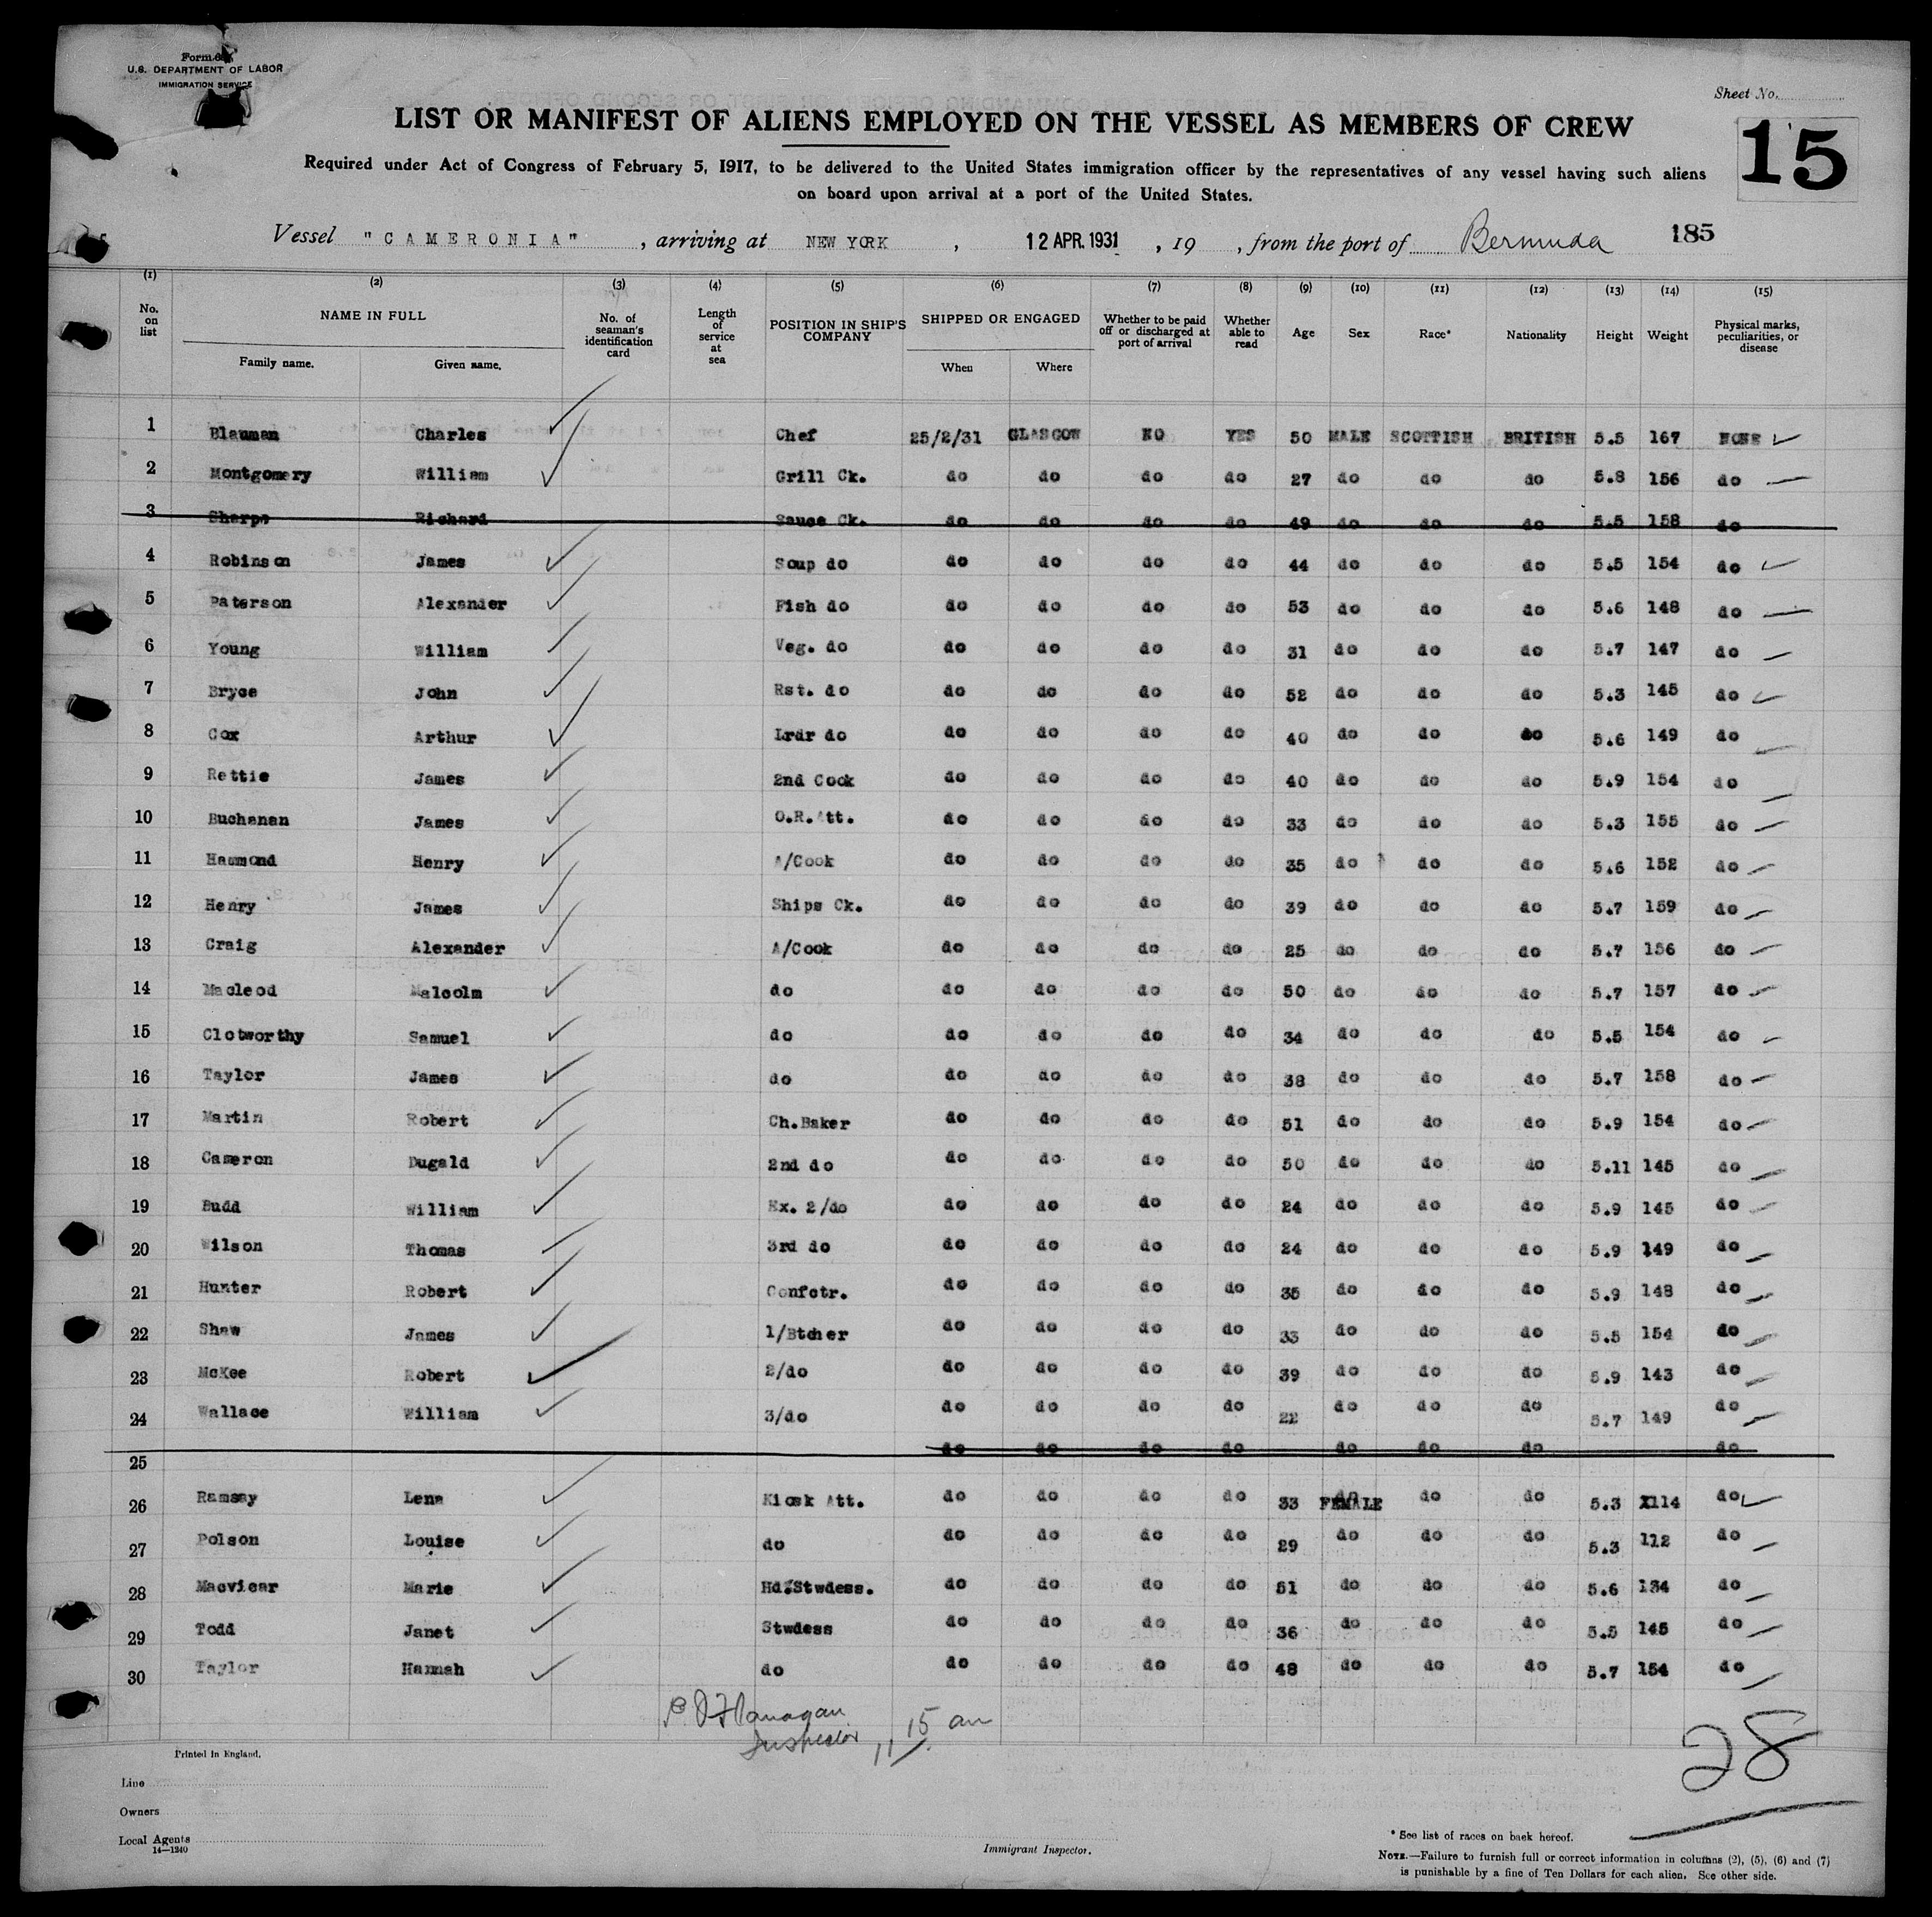 Form 6
U.S. DEPARTMENT OF LABOR
IMMIGRATION SERVICE
Sheet No.
LIST OR MANIFEST OF ALIENS EMPLOYED ON THE VESSEL AS MEMBERS OF CREW
15
Required under Act of Congress of February 5, 1917, to be delivered to the United States immigration officer by the representatives of any vessel having such aliens
on board upon arrival at a port of the United States.
Vessel "CAMERONIA", arriving at NEW YORK, 12 APR. 1931, 19 , from the port of Bermuda 185
(1) (2) (3) (4) (5) (6) (7) (8) (9) (10) (11) (12) (13) (14) (15)
No. on list NAME IN FULL Family name. Given name. No. of seaman's identification card Length of service at sea POSITION IN SHIP'S COMPANY SHIPPED OR ENGAGED When Where Whether to be paid off or discharged at port of arrival Whether able to read Age Sex Race* Nationality Height Weight Physical marks, peculiarities, or disease
1 Blauman Charles Chef 25/2/31 GLASGOW NO YES 50 MALE SCOTTISH BRITISH 5.5 167 NONE
2 Montgomery William Grill Ck. do do do do 27 do do do 5.8 156 do
3 Sharpe Richard Sauce Ck. do do do do 49 do do do 5.5 158 do
4 Robinson James Soup do do do do do 44 do do do 5.5 154 do
5 Paterson Alexander Fish do do do do do 53 do do do 5.6 148 do
6 Young William Veg. do do do do do 31 do do do 5.7 147 do
7 Bryce John Rst. do do do do do 52 do do do 5.3 145 do
8 Cox Arthur Lrdr do do do do do 40 do do do 5.6 149 do
9 Rettie James 2nd Cook do do do do 40 do do do 5.9 154 do
10 Buchanan James O.R.Att. do do do do 33 do do do 5.3 155 do
11 Hammond Henry A/Cook do do do do 35 do do do 5.6 152 do
12 Henry James Ships Ck. do do do do 39 do do do 5.7 159 do
13 Craig Alexander A/Cook do do do do 25 do do do 5.7 156 do
14 Macleod Malcolm do do do do do 50 do do do 5.7 157 do
15 Clotworthy Samuel do do do do do 34 do do do 5.5 154 do
16 Taylor James do do do do do 38 do do do 5.7 158 do
17 Martin Robert Ch.Baker do do do do 51 do do do 5.9 154 do
18 Cameron Dugald 2nd do do do do do 50 do do do 5.11 145 do
19 Budd William Ex. 2/do do do do do 24 do do do 5.9 145 do
20 Wilson Thomas 3rd do do do do do 24 do do do 5.9 149 do
21 Hunter Robert Confctr. do do do do 35 do do do 5.9 148 do
22 Shaw James 1/Btcher do do do do 33 do do do 5.5 154 do
23 McKee Robert 2/do do do do do 39 do do do 5.9 143 do
24 Wallace William 3/do do do do do 22 do do do 5.7 149 do
25 do do do do do do do do
26 Ramsay Lena Kiosk Att. do do do do 33 FEMALE do do 5.3 114 do
27 Polson Louise do do do do do 29 do do do 5.3 112 do
28 Macvicar Marie Hd.Stwdess. do do do do 51 do do do 5.6 134 do
29 Todd Janet Stwdess do do do do 36 do do do 5.5 145 do
30 Taylor Hannah do do do do do 48 do do do 5.7 154 do
Flanagan
Inspector 11 15 am
28
Printed in England.
Line
Owners
Local Agents
14—1240
Immigrant Inspector.
* See list of races on back hereof.
NOTE.—Failure to furnish full or correct information in columns (2), (5), (6) and (7)
is punishable by a fine of Ten Dollars for each alien. See other side.